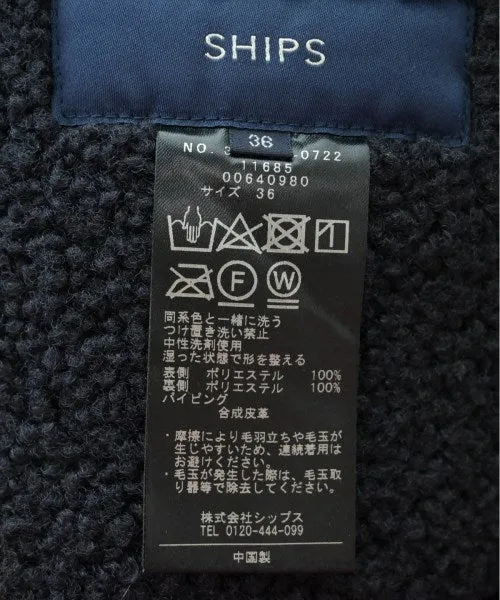 SHIPS
36
NO. 3 -0722
11685
00640980
サイズ 36
F
W
同系色と一緒に洗う
つけ置き洗い禁止
中性洗剤使用
湿った状態で形を整える
表側 ポリエステル 100%
裏側 ポリエステル 100%
パイピング
合成皮革
・摩擦により毛羽立ちや毛玉が
生じやすいため、連続着用は
お避けください。
・毛玉が発生した際は、毛玉取
り器等で除去してください。
株式会社シップス
TEL 0120-444-099
中国製